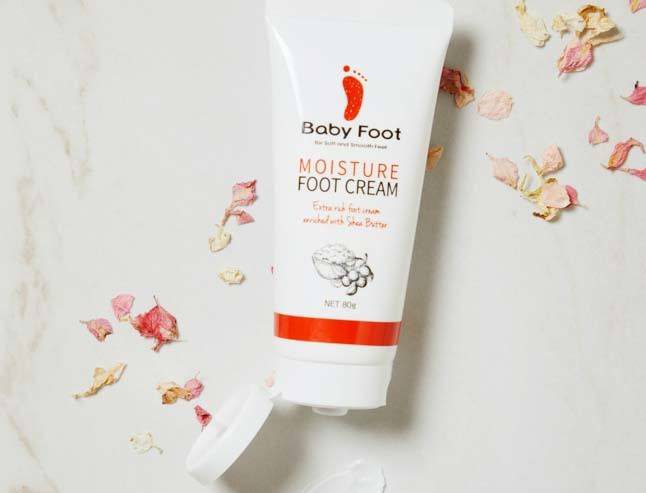 Baby Foot
for Soft and Smooth Feet
MOISTURE
FOOT CREAM
Extra rich foot cream
enriched with Shea Butter
NET 80g